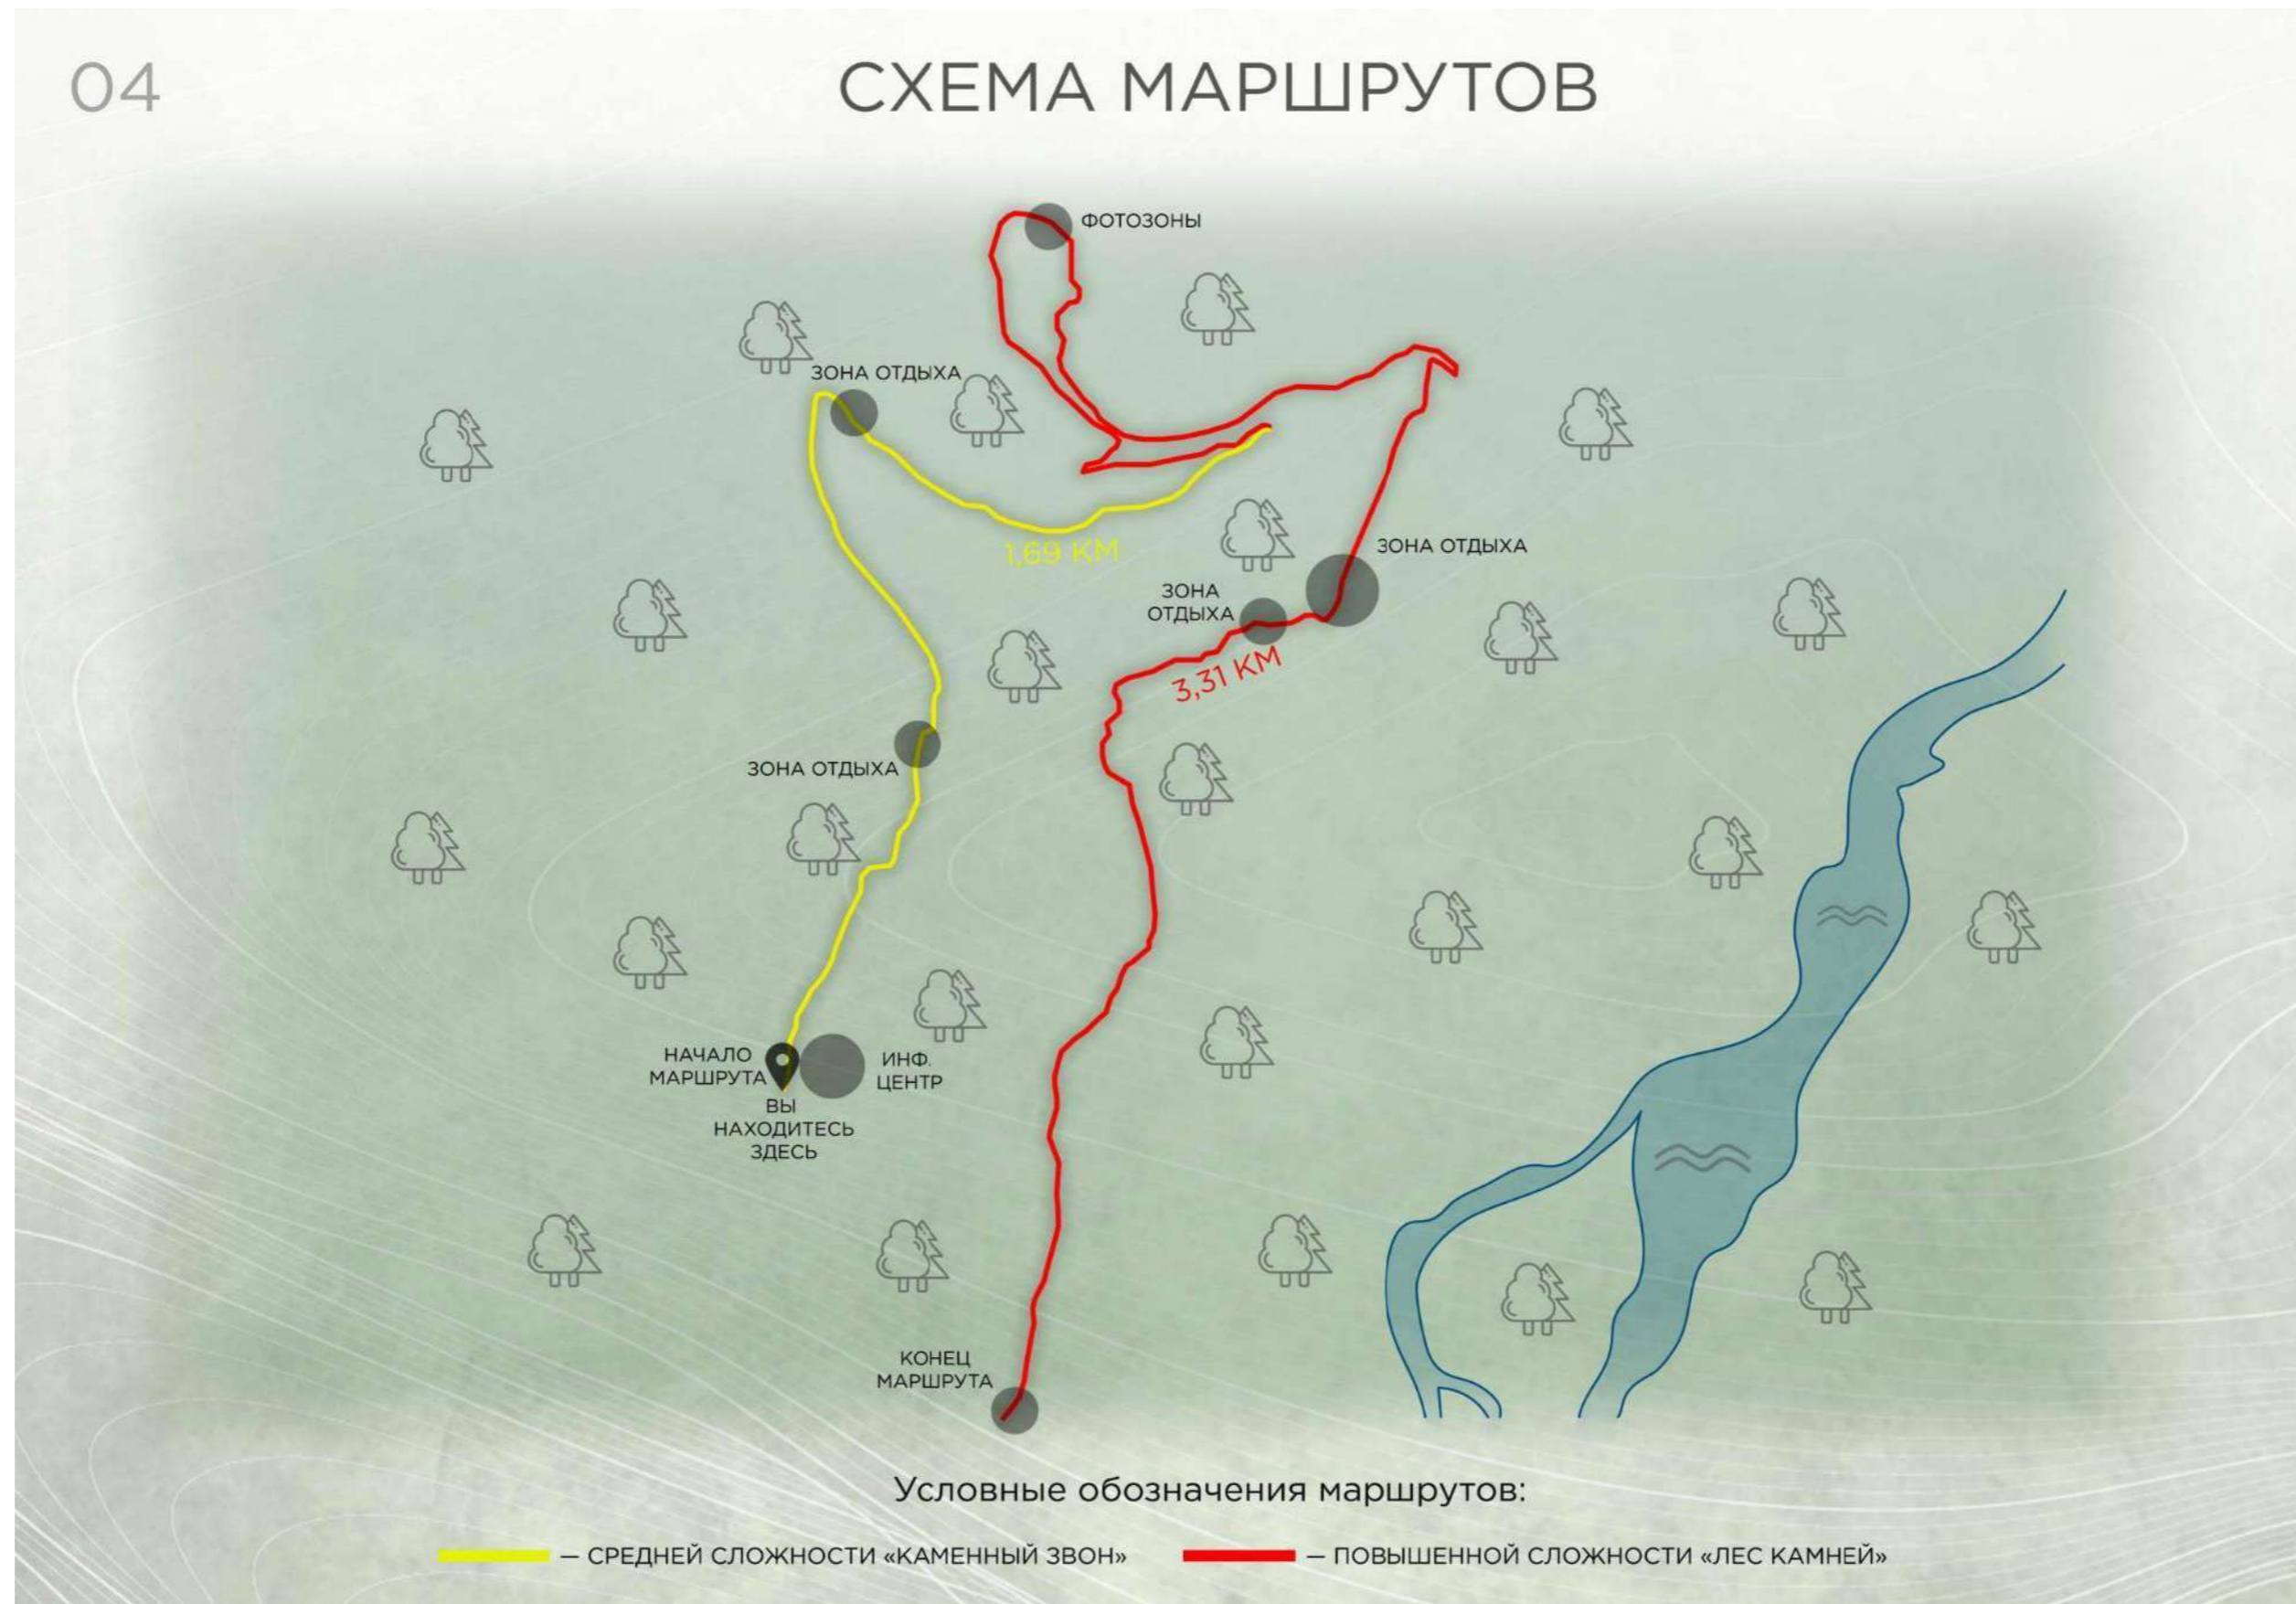 04
СХЕМА МАРШРУТОВ
ФОТОЗОНЫ
ЗОНА ОТДЫХА
1,69 КМ
ЗОНА ОТДЫХА
ЗОНА
ОТДЫХА
3,31 КМ
ЗОНА ОТДЫХА
НАЧАЛО
МАРШРУТА
ИНФ.
ЦЕНТР
ВЫ
НАХОДИТЕСЬ
ЗДЕСЬ
КОНЕЦ
МАРШРУТА
Условные обозначения маршрутов:
— СРЕДНЕЙ СЛОЖНОСТИ «КАМЕННЫЙ ЗВОН»
— ПОВЫШЕННОЙ СЛОЖНОСТИ «ЛЕС КАМНЕЙ»